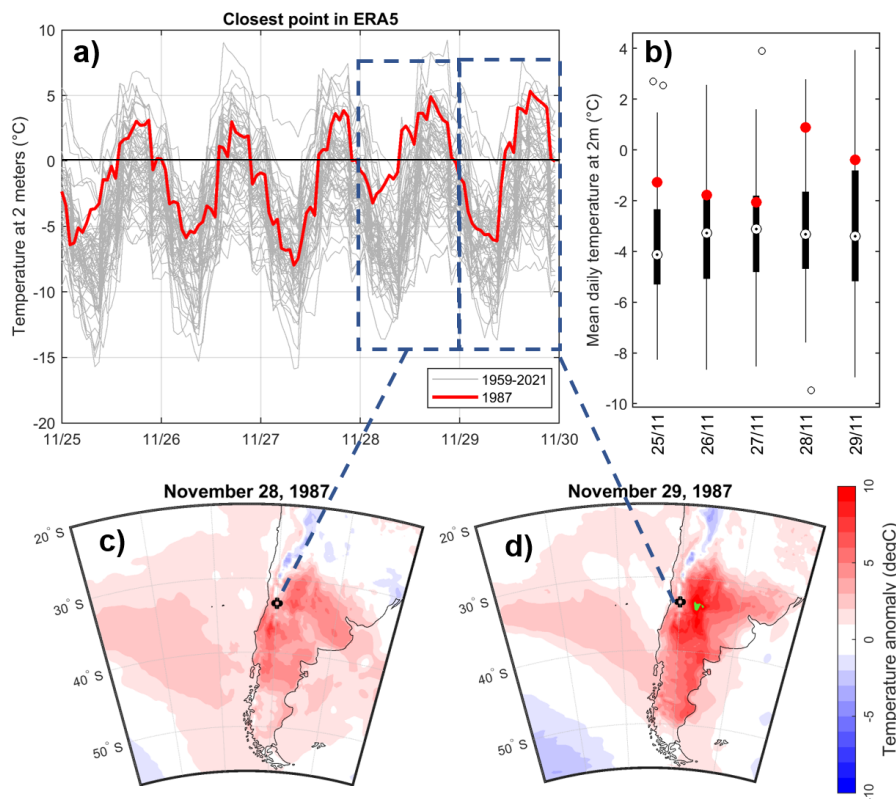 Closest point in ERA5
a)
Temperature at 2 meters (°C)
10
5
0
-5
-10
-15
-20
11/25
11/26
11/27
11/28
11/29
11/30
1959-2021
1987
b)
Mean daily temperature at 2m (°C)
4
2
0
-2
-4
-6
-8
-10
25/11
26/11
27/11
28/11
29/11
November 28, 1987
c)
20° S
30° S
40° S
50° S
November 29, 1987
d)
20° S
30° S
40° S
50° S
10
5
0
-5
-10
Temperature anomaly (degC)